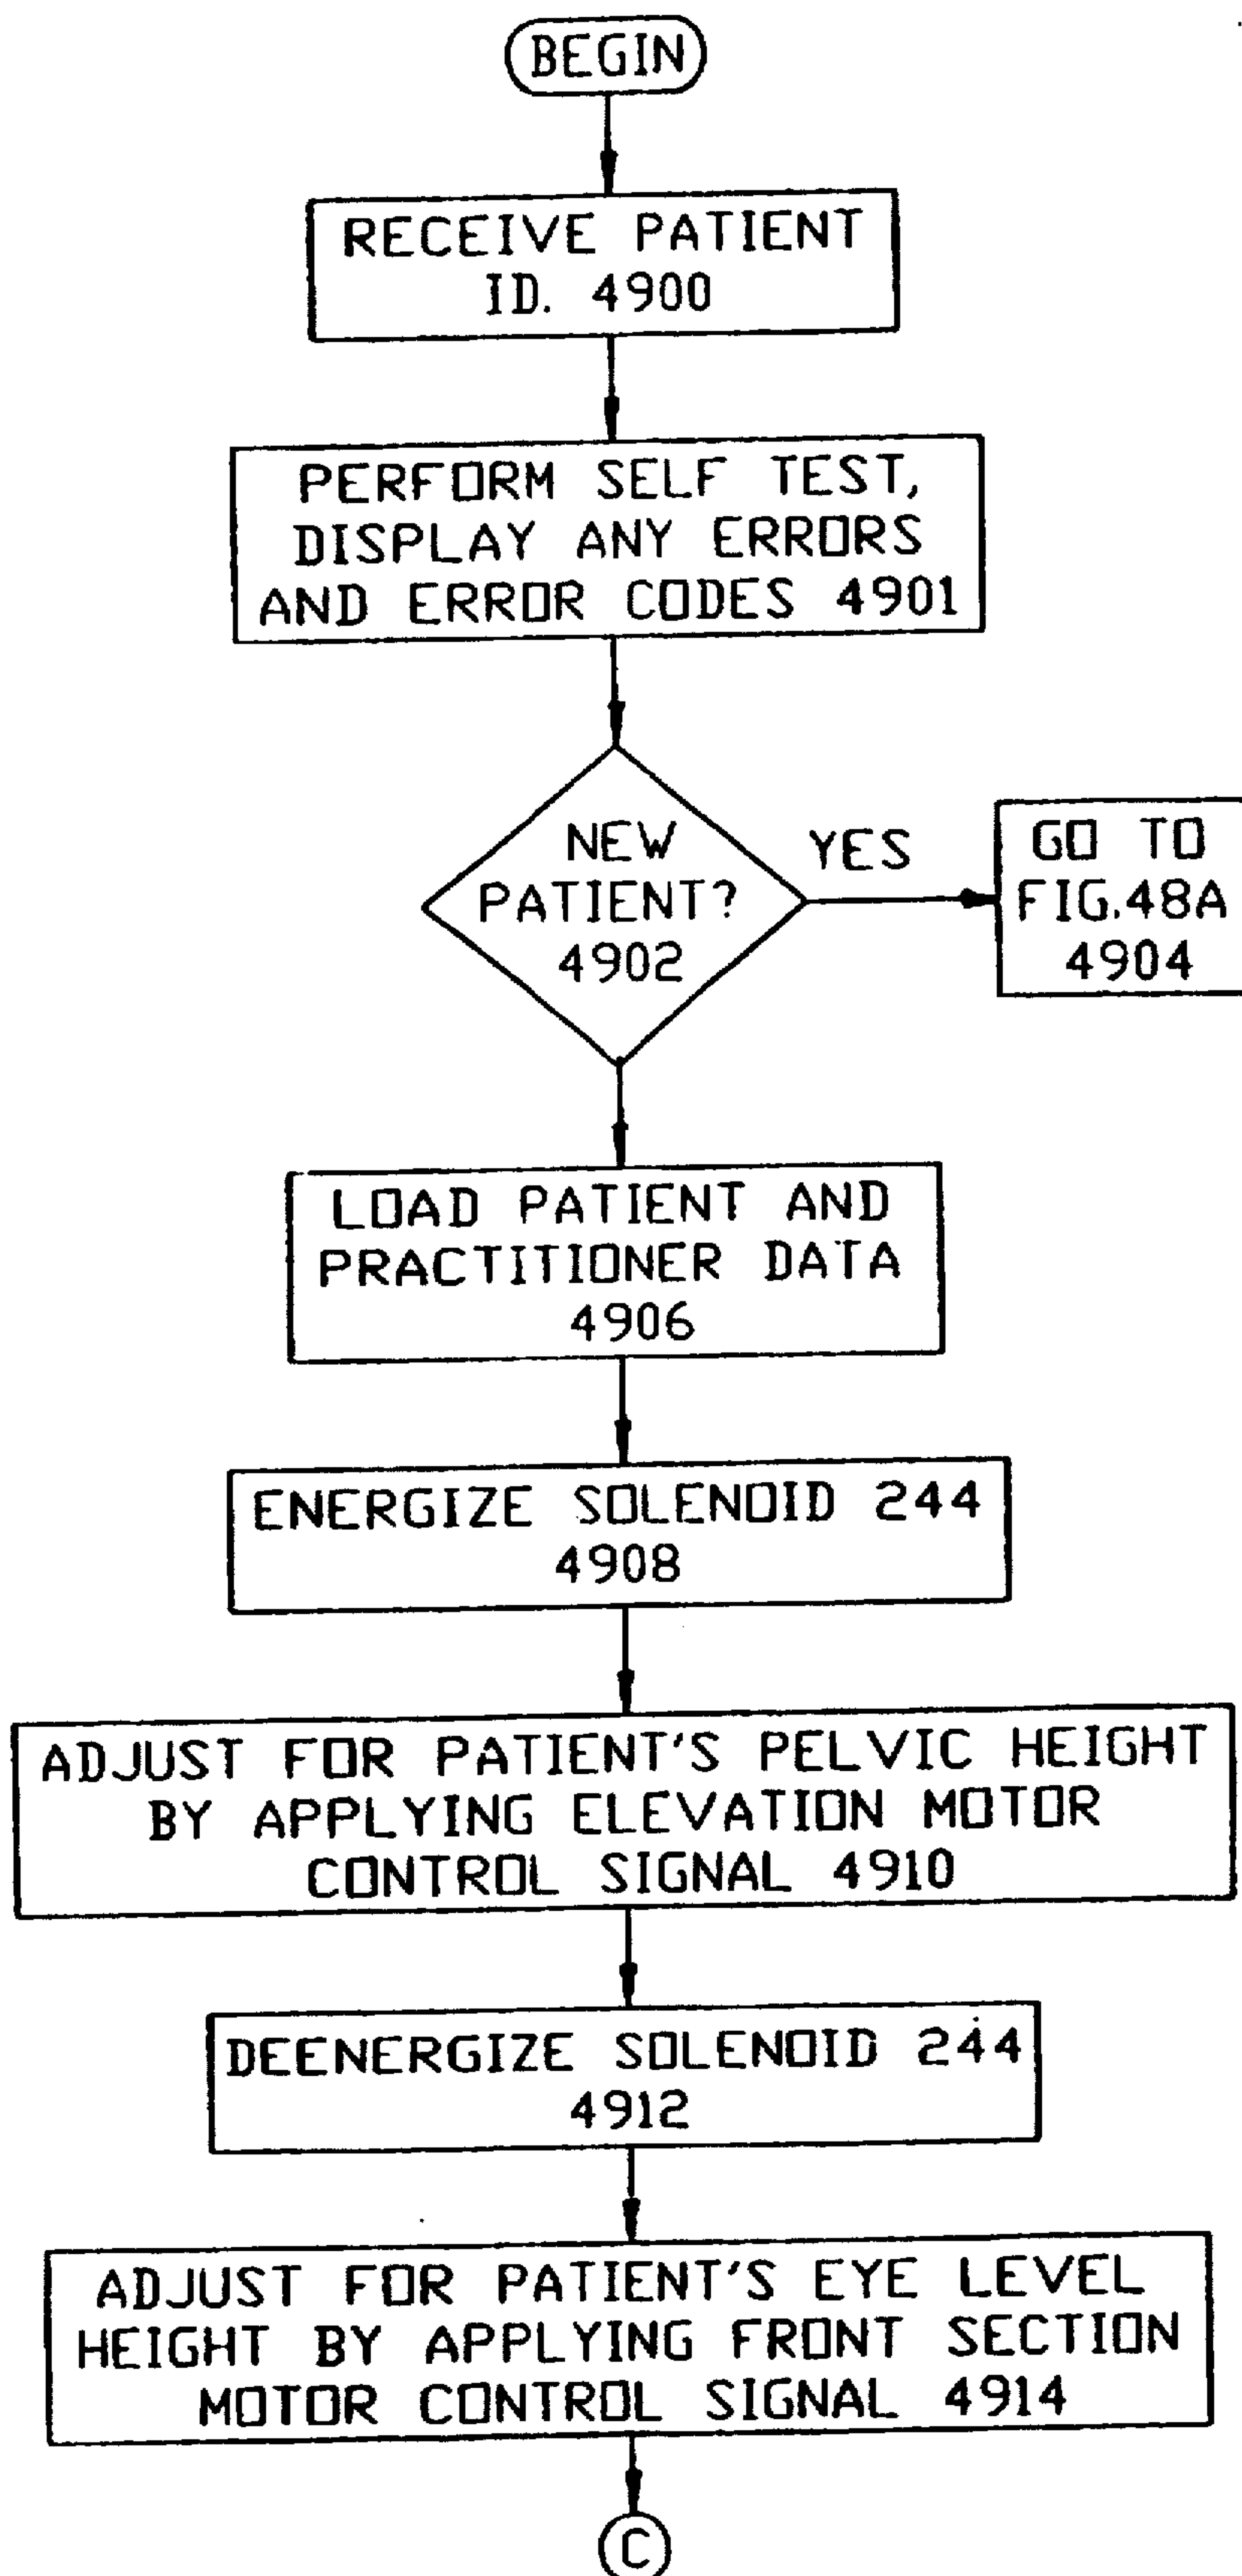 BEGIN
RECEIVE PATIENT
ID. 4900
PERFORM SELF TEST,
DISPLAY ANY ERRORS
AND ERROR CODES 4901
NEW
PATIENT?
4902
YES
GO TO
FIG.48A
4904
LOAD PATIENT AND
PRACTITIONER DATA
4906
ENERGIZE SOLENOID 244
4908
ADJUST FOR PATIENT'S PELVIC HEIGHT
BY APPLYING ELEVATION MOTOR
CONTROL SIGNAL 4910
DEENERGIZE SOLENOID 244
4912
ADJUST FOR PATIENT'S EYE LEVEL
HEIGHT BY APPLYING FRONT SECTION
MOTOR CONTROL SIGNAL 4914
C